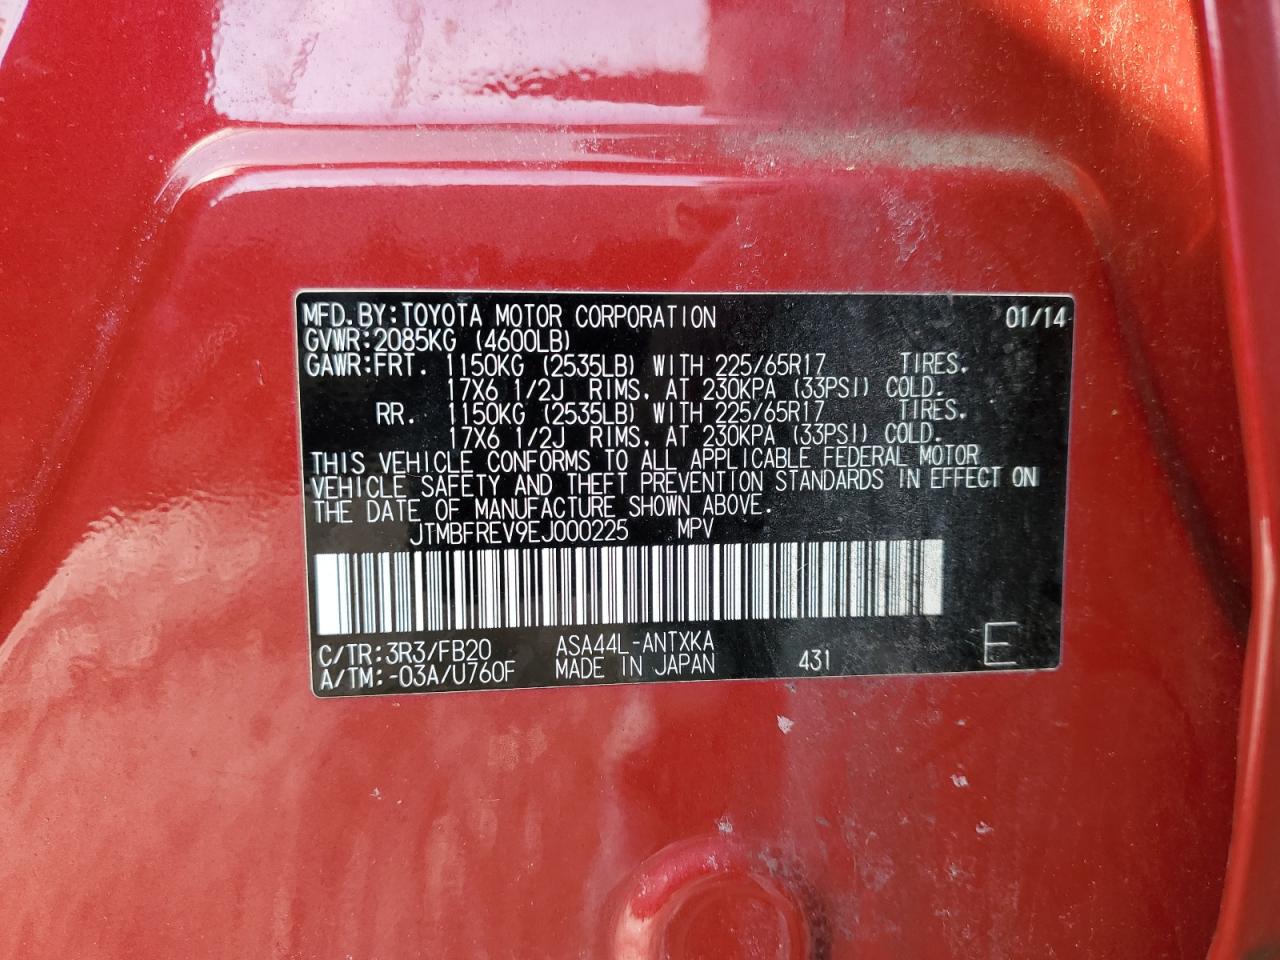 MFD.BY:TOYOTA MOTOR CORPORATION 01/14
GVWR:2085KG (4600LB)
GAWR:FRT. 1150KG (2535LB) WITH 225/65R17 TIRES.
17X6 1/2J RIMS, AT 230KPA (33PSI) COLD.
RR. 1150KG (2535LB) WITH 225/65R17 TIRES.
17X6 1/2J RIMS, AT 230KPA (33PSI) COLD.
THIS VEHICLE CONFORMS TO ALL APPLICABLE FEDERAL MOTOR
VEHICLE SAFETY AND THEFT PREVENTION STANDARDS IN EFFECT ON
THE DATE OF MANUFACTURE SHOWN ABOVE.
JTMBFREV9EJ000225 MPV
C/TR:3R3/FB20 ASA44L-ANTXKA
A/TM:-03A/U760F MADE IN JAPAN 431 E